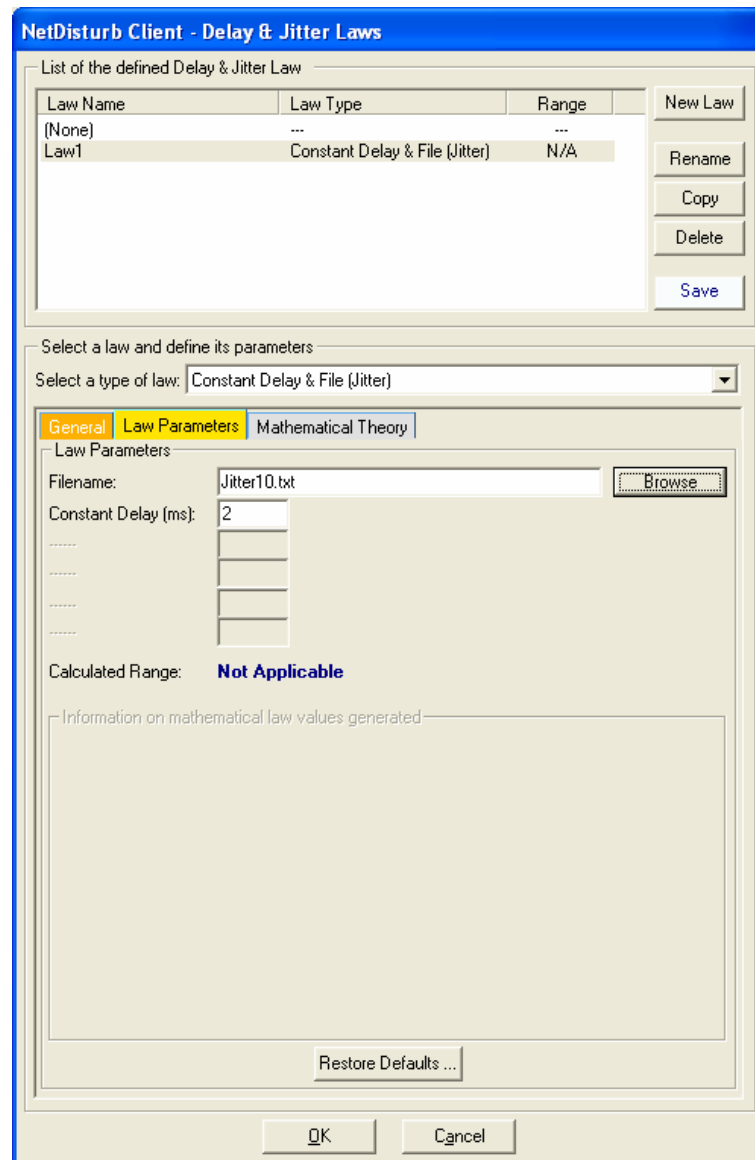 NetDisturb Client - Delay & Jitter Laws
List of the defined Delay & Jitter Law
Law Name Law Type Range
(None) --- ---
Law1 Constant Delay & File (Jitter) N/A
New Law
Rename
Copy
Delete
Save
Select a law and define its parameters
Select a type of law: Constant Delay & File (Jitter)
General Law Parameters Mathematical Theory
Law Parameters
Filename: Jitter10.txt Browse
Constant Delay (ms): 2
------
------
------
------
Calculated Range: Not Applicable
Information on mathematical law values generated
Restore Defaults ...
OK Cancel